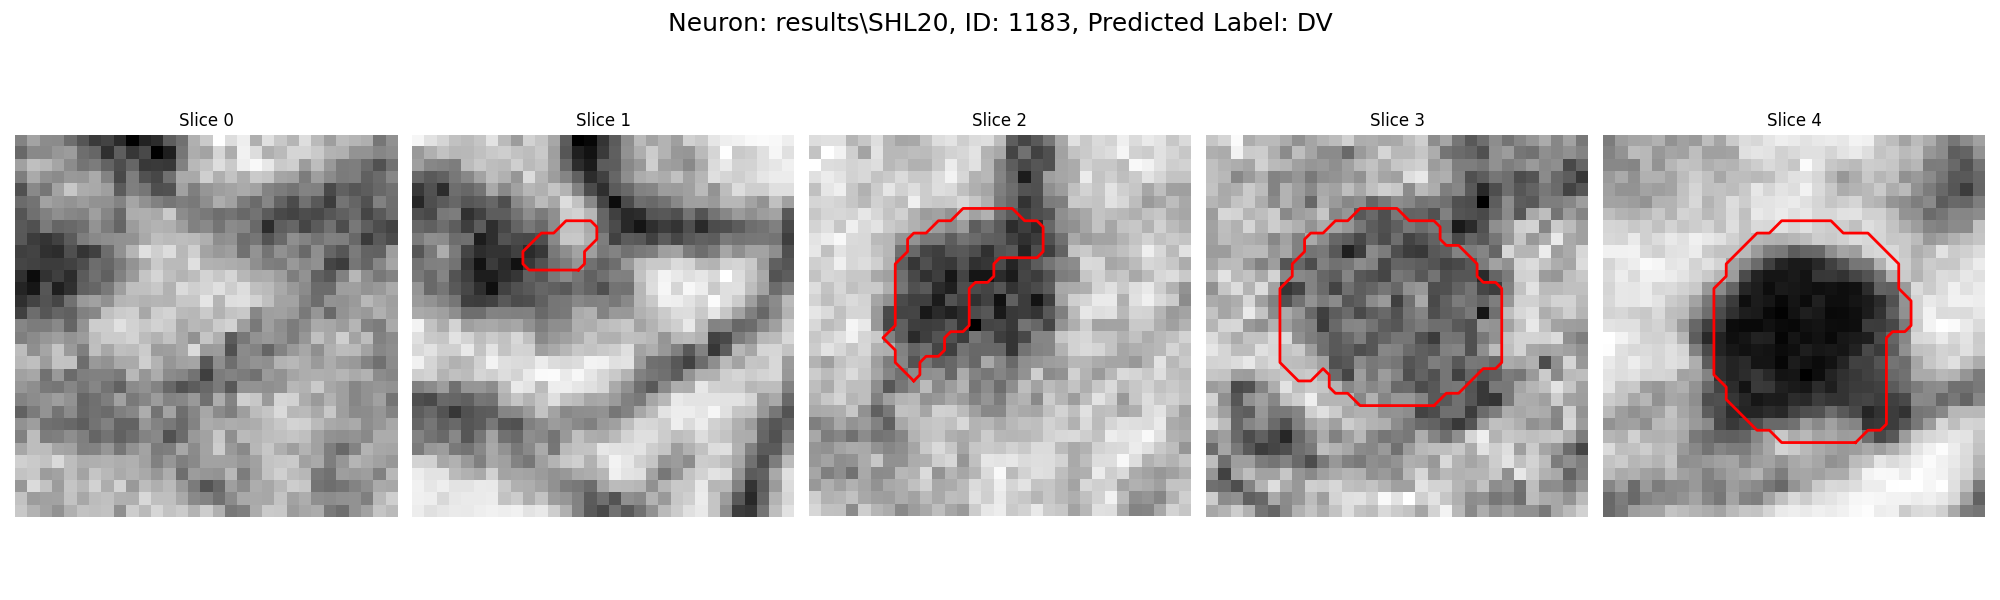 Neuron: results\SHL20, ID: 1183, Predicted Label: DV
Slice 0
Slice 1
Slice 2
Slice 3
Slice 4